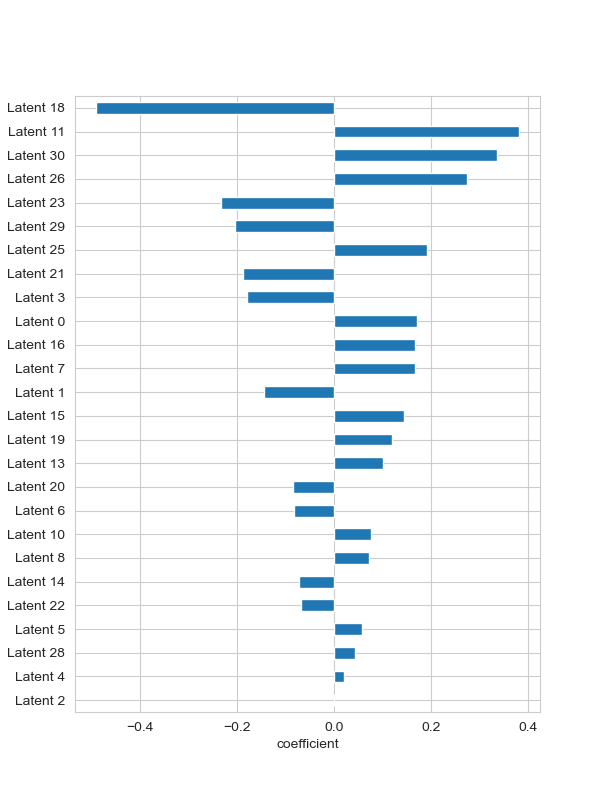 Latent 18
Latent 11
Latent 30
Latent 26
Latent 23
Latent 29
Latent 25
Latent 21
Latent 3
Latent 0
Latent 16
Latent 7
Latent 1
Latent 15
Latent 19
Latent 13
Latent 20
Latent 6
Latent 10
Latent 8
Latent 14
Latent 22
Latent 5
Latent 28
Latent 4
Latent 2
−0.4 −0.2 0.0 0.2 0.4
coefficient